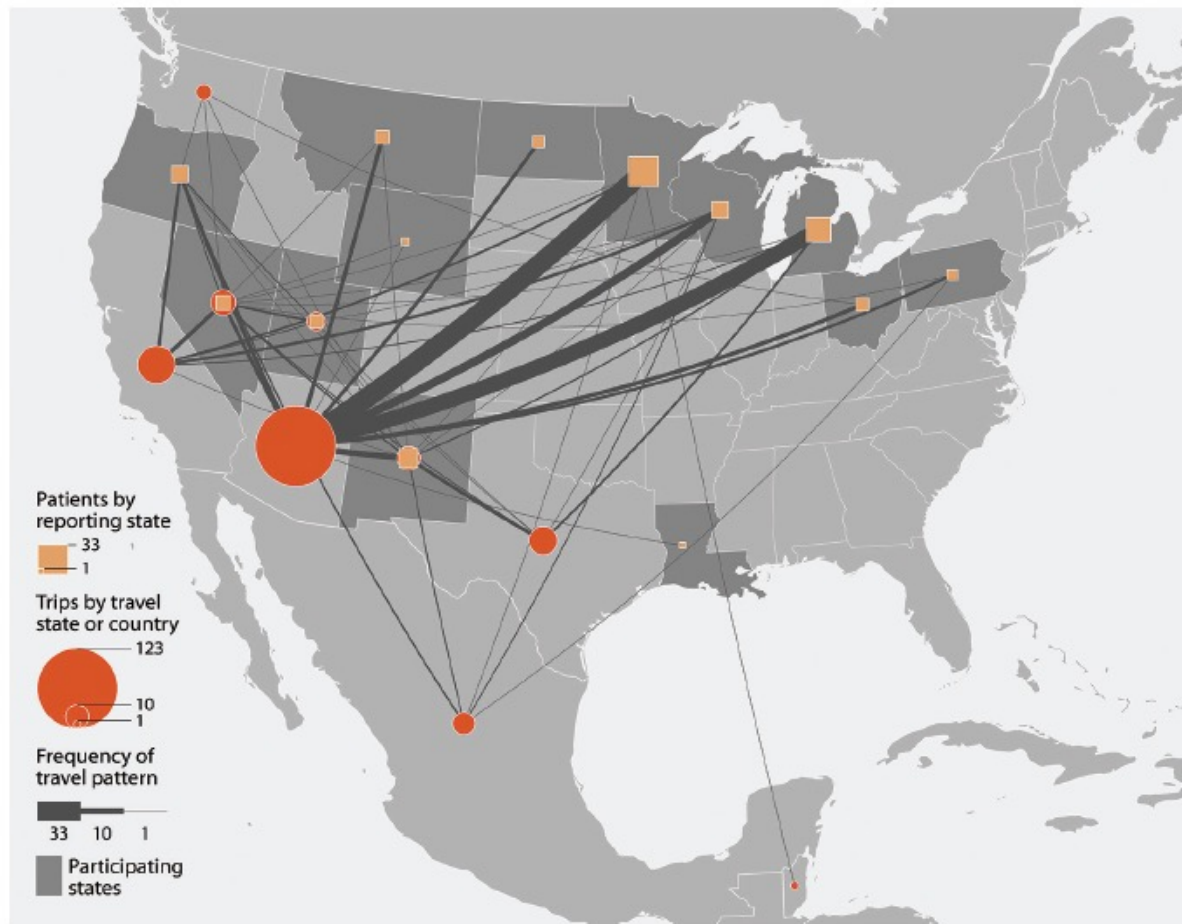 Patients by
reporting state
33
1
Trips by travel
state or country
123
10
1
Frequency of
travel pattern
33 10 1
Participating
states